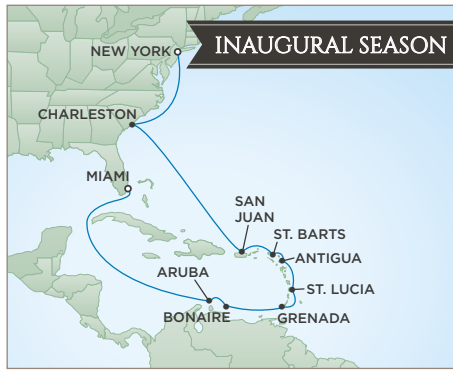 INAUGURAL SEASON
NEW YORK
CHARLESTON
MIAMI
SAN
JUAN
ST. BARTS
ANTIGUA
ARUBA
ST. LUCIA
BONAIRE
GRENADA